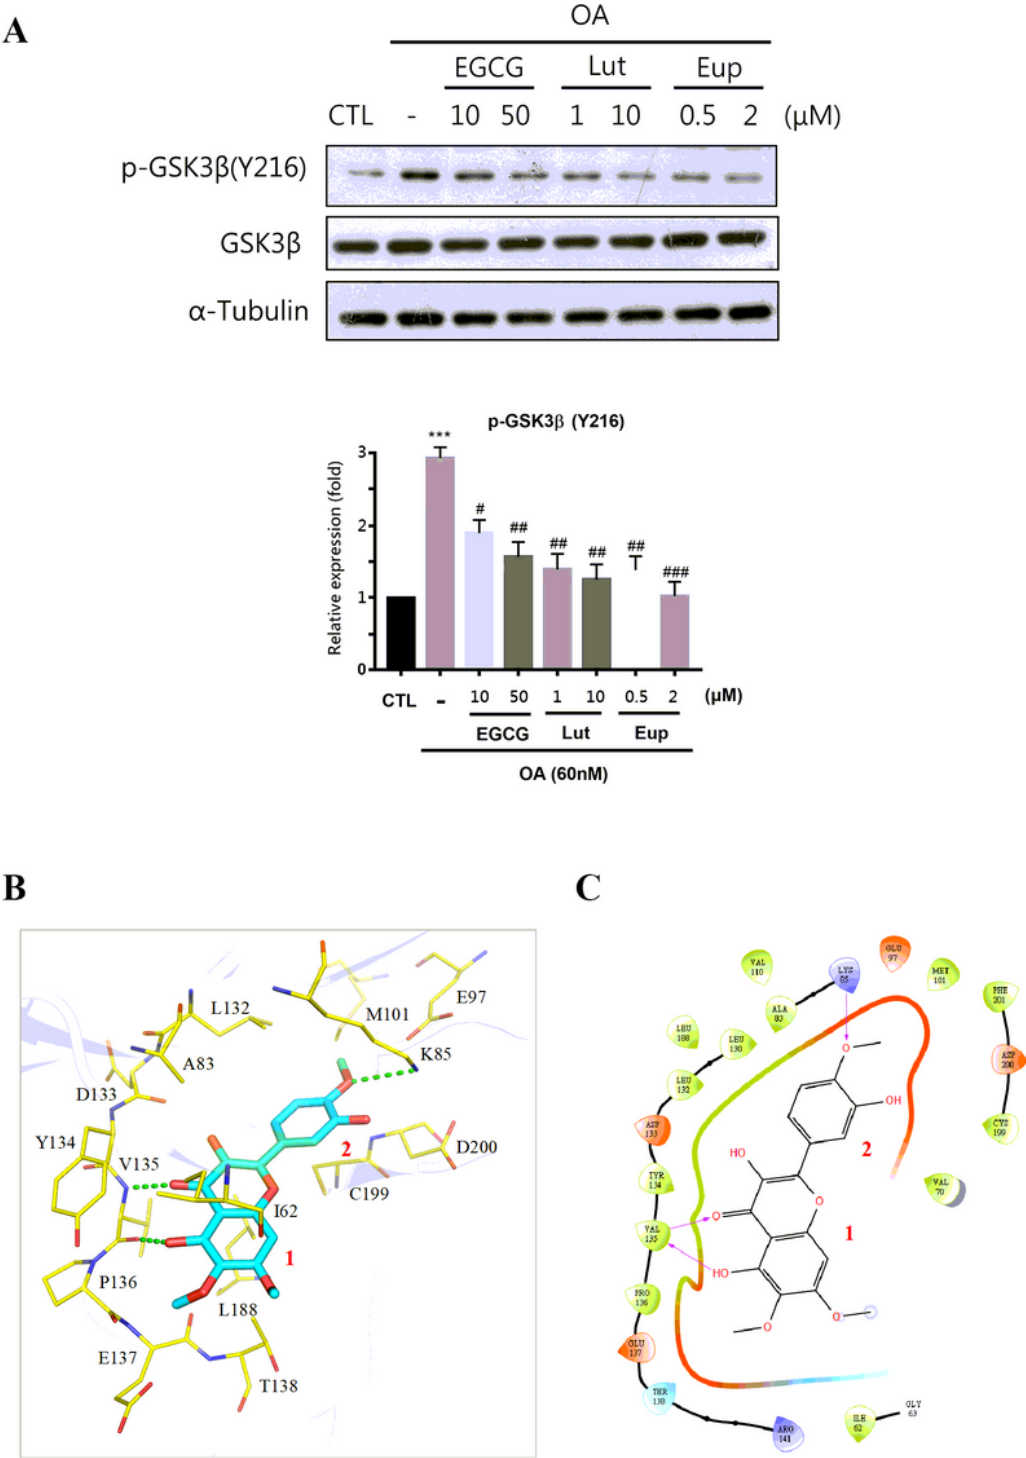 A
OA
EGCG Lut Eup
CTL - 10 50 1 10 0.5 2 (μM)
p-GSK3β(Y216)
GSK3β
α-Tubulin
p-GSK3β (Y216)
Relative expression (fold)
3
2
1
0
***
#
##
##
##
##
###
CTL - 10 50 1 10 0.5 2 (μM)
EGCG Lut Eup
OA (60nM)
B
L132
M101
E97
A83
K85
D133
Y134
V135
2
D200
C199
I62
1
P136
L188
E137
T138
C
VAL 110
LYS 85
GLU 97
MET 101
PHE 201
ALA 83
LEU 188
LEU 130
LEU 132
ASP 200
ASP 133
CYS 199
TYR 134
VAL 70
VAL 135
PRO 136
GLU 137
THR 138
ARG 141
ILE 62
GLY 63
O
OH
2
HO
O
O
1
HO
O
O